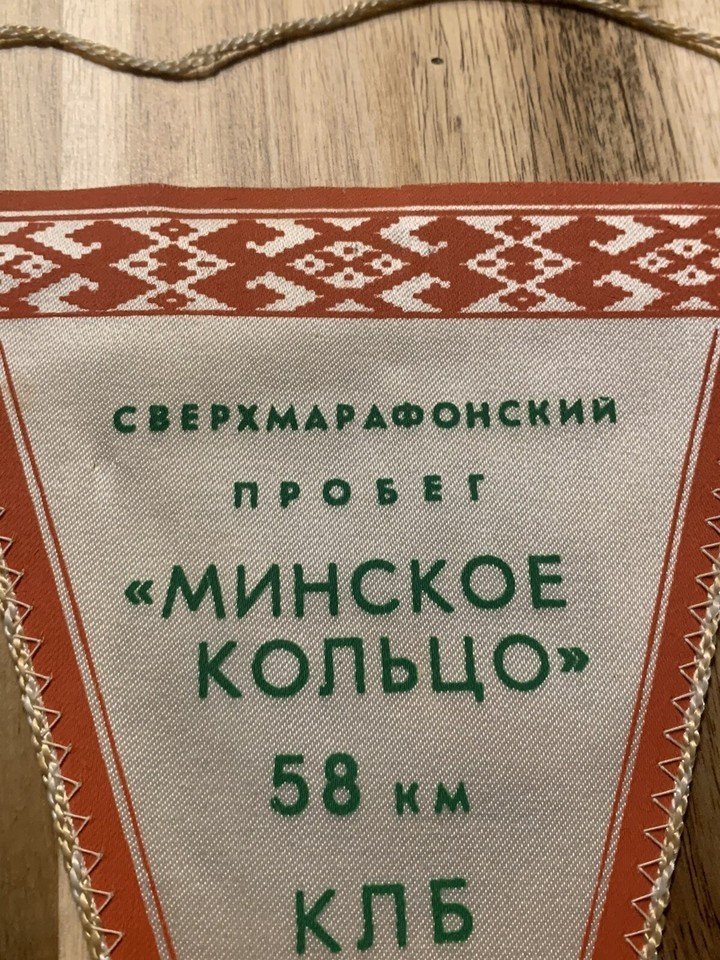 СВЕРХМАРАФОНСКИЙ
ПРОБЕГ
«МИНСКОЕ
КОЛЬЦО»
58 км
КЛБ